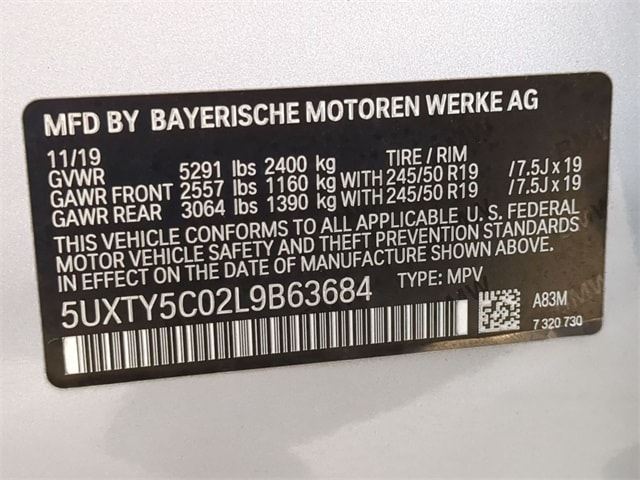 MFD BY BAYERISCHE MOTOREN WERKE AG
11/19 TIRE / RIM
GVWR 5291 lbs 2400 kg
GAWR FRONT 2557 lbs 1160 kg WITH 245/50 R19 /7.5J x 19
GAWR REAR 3064 lbs 1390 kg WITH 245/50 R19 /7.5J x 19
THIS VEHICLE CONFORMS TO ALL APPLICABLE U.S. FEDERAL
MOTOR VEHICLE SAFETY AND THEFT PREVENTION STANDARDS
IN EFFECT ON THE DATE OF MANUFACTURE SHOWN ABOVE.
5UXTY5C02L9B63684 TYPE: MPV
A83M
7 320 730